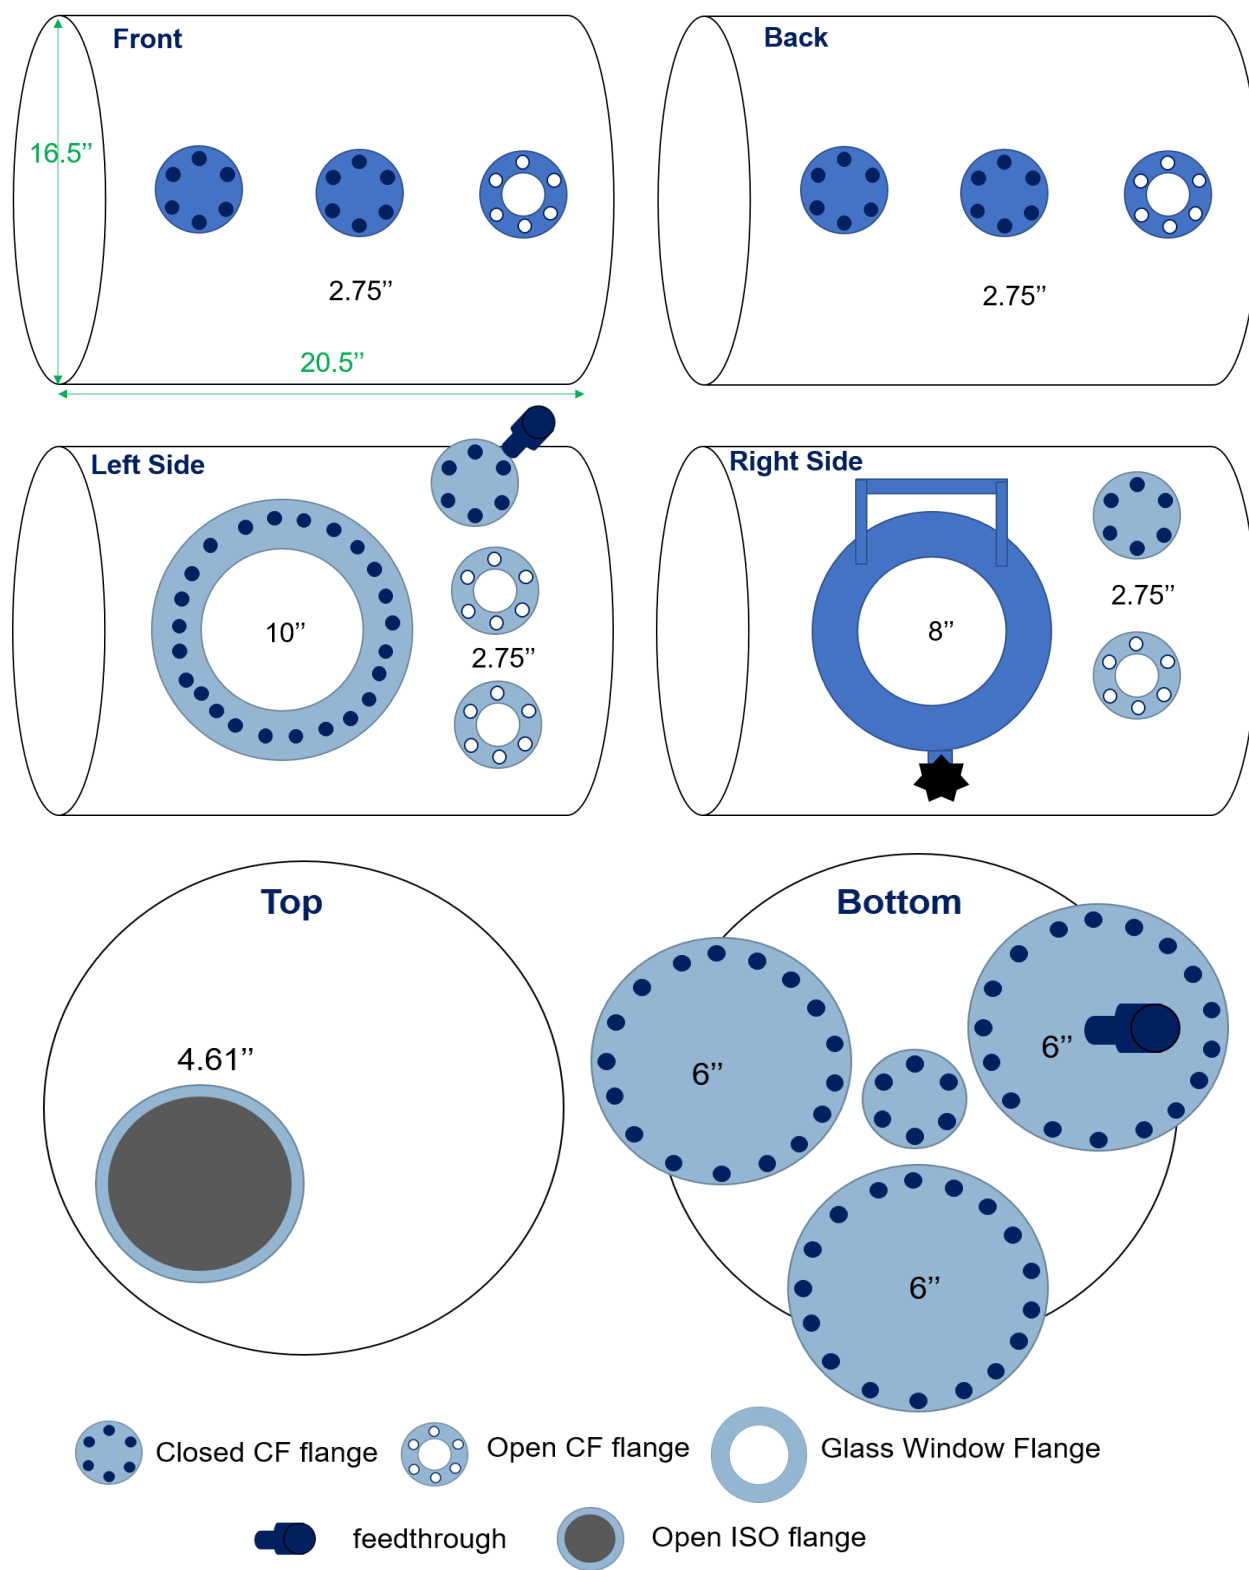 Front
Back
16.5’’
2.75’’
2.75’’
20.5’’
Left Side
Right Side
10’’
2.75’’
8’’
2.75’’
Top
Bottom
4.61’’
6’’
6’’
6’’
Closed CF flange
Open CF flange
Glass Window Flange
feedthrough
Open ISO flange